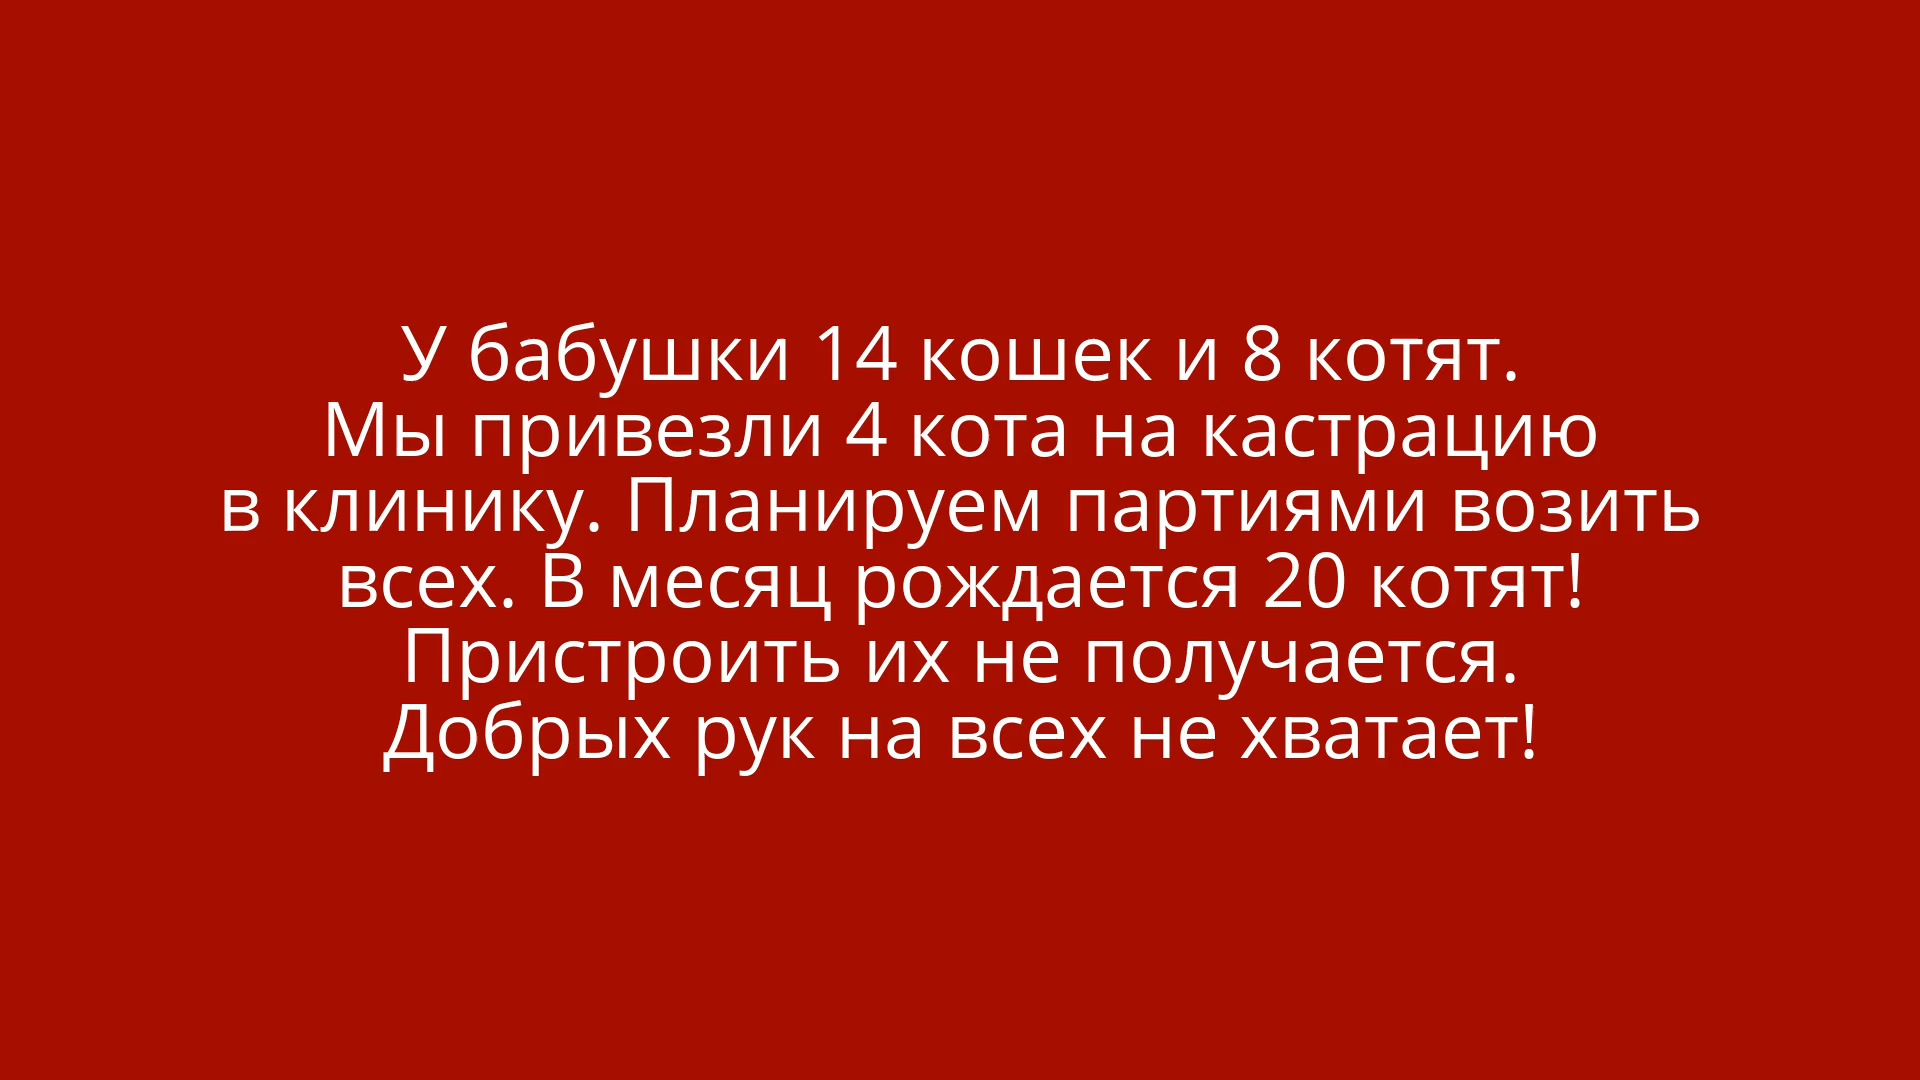 У бабушки 14 кошек и 8 котят.
Мы привезли 4 кота на кастрацию
в клинику. Планируем партиями возить
всех. В месяц рождается 20 котят!
Пристроить их не получается.
Добрых рук на всех не хватает!